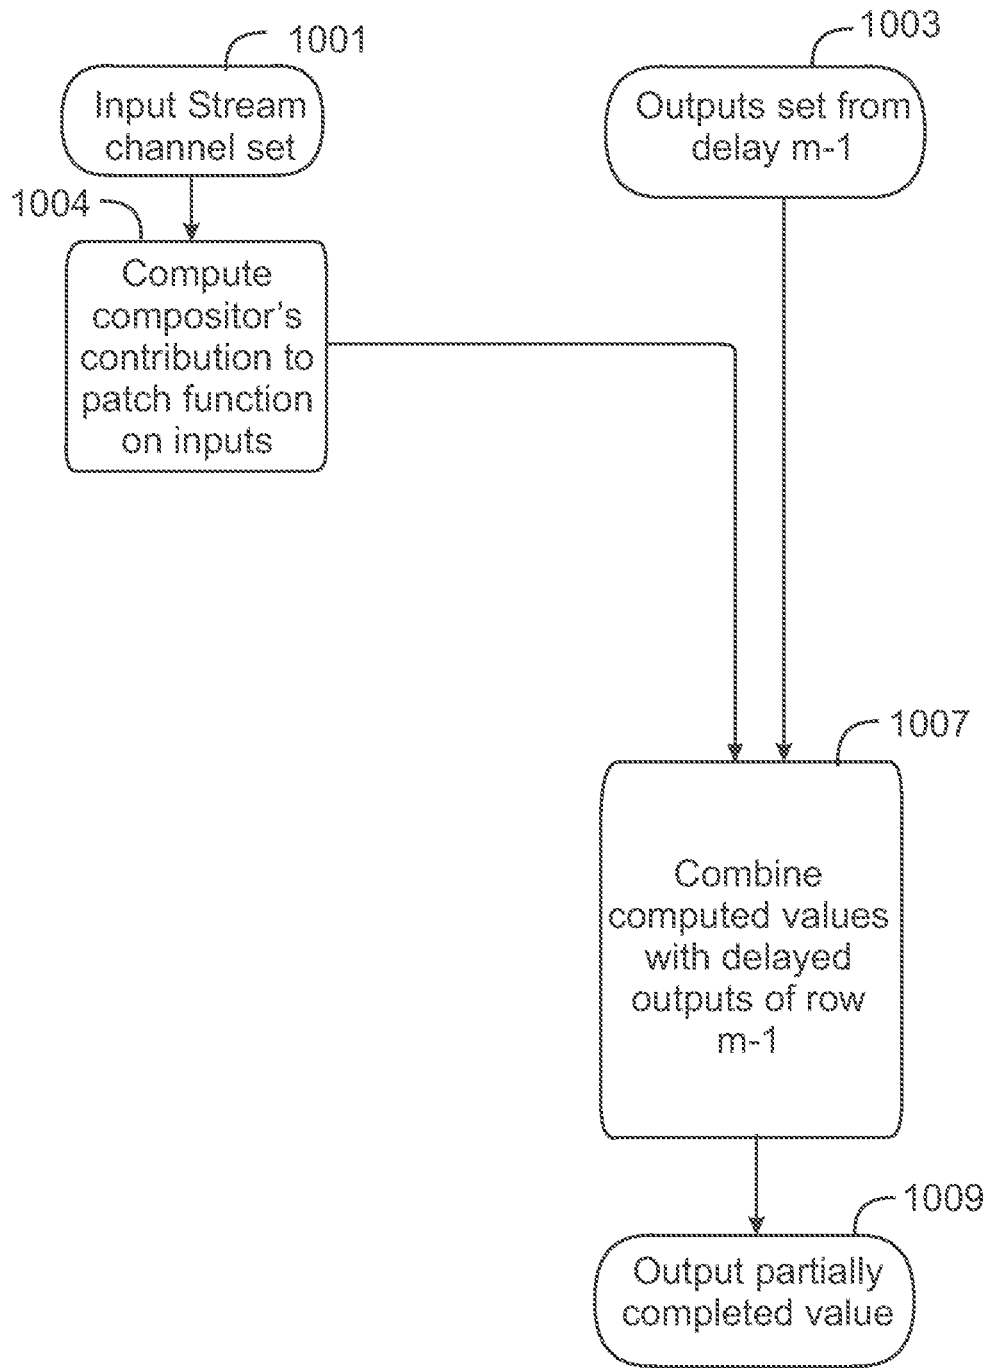 1001
Input Stream
channel set
1003
Outputs set from
delay m-1
1004
Compute
compositor's
contribution to
patch function
on inputs
1007
Combine
computed values
with delayed
outputs of row
m-1
1009
Output partially
completed value